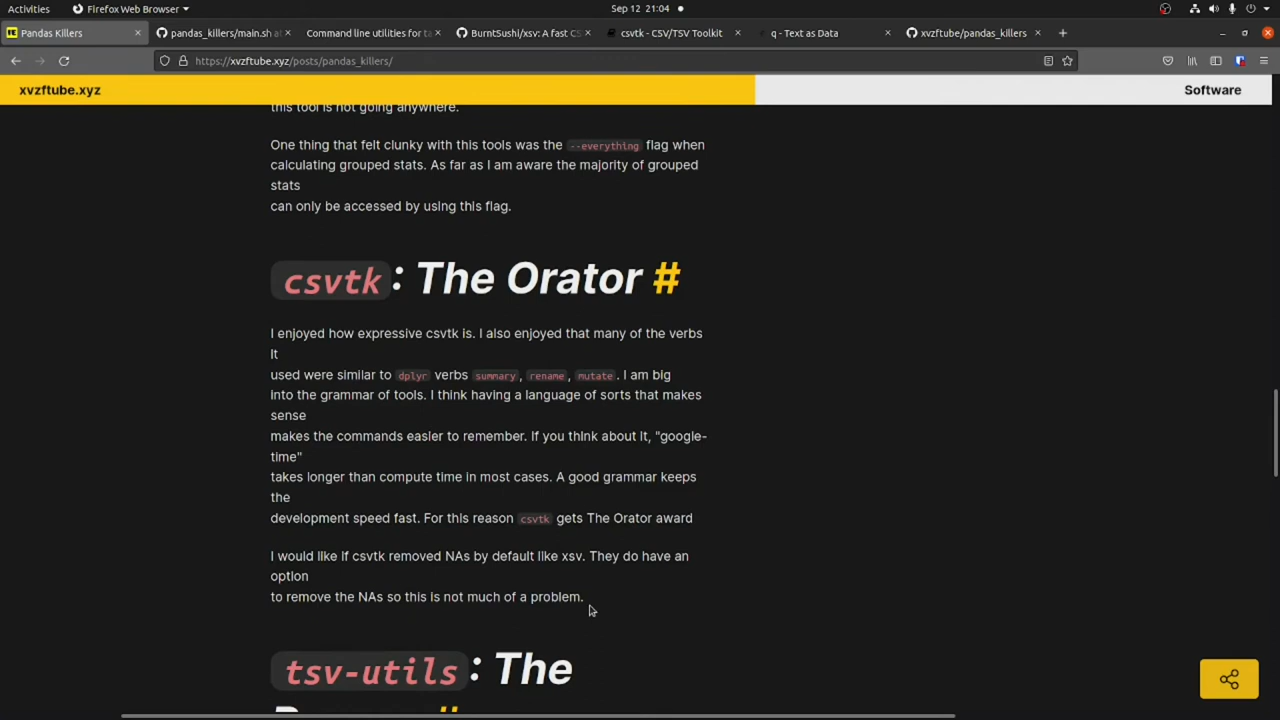 Activities
Firefox Web Browser
Sep 12 21:04
Pandas Killers
pandas_killers/main.sh at
Command line utilities for ta
BurntSushi/xsv: A fast CS
csvtk - CSV/TSV Toolkit
q - Text as Data
xvzftube/pandas_killers
https://xvzftube.xyz/posts/pandas_killers/
xvzftube.xyz
Software
this tool is not going anywhere.
One thing that felt clunky with this tools was the --everything flag when
calculating grouped stats. As far as I am aware the majority of grouped
stats
can only be accessed by using this flag.
csvtk: The Orator #
I enjoyed how expressive csvtk is. I also enjoyed that many of the verbs
it
used were similar to dplyr verbs summary, rename, mutate. I am big
into the grammar of tools. I think having a language of sorts that makes
sense
makes the commands easier to remember. If you think about it, "google-
time"
takes longer than compute time in most cases. A good grammar keeps
the
development speed fast. For this reason csvtk gets The Orator award
I would like if csvtk removed NAs by default like xsv. They do have an
option
to remove the NAs so this is not much of a problem.
tsv-utils: The